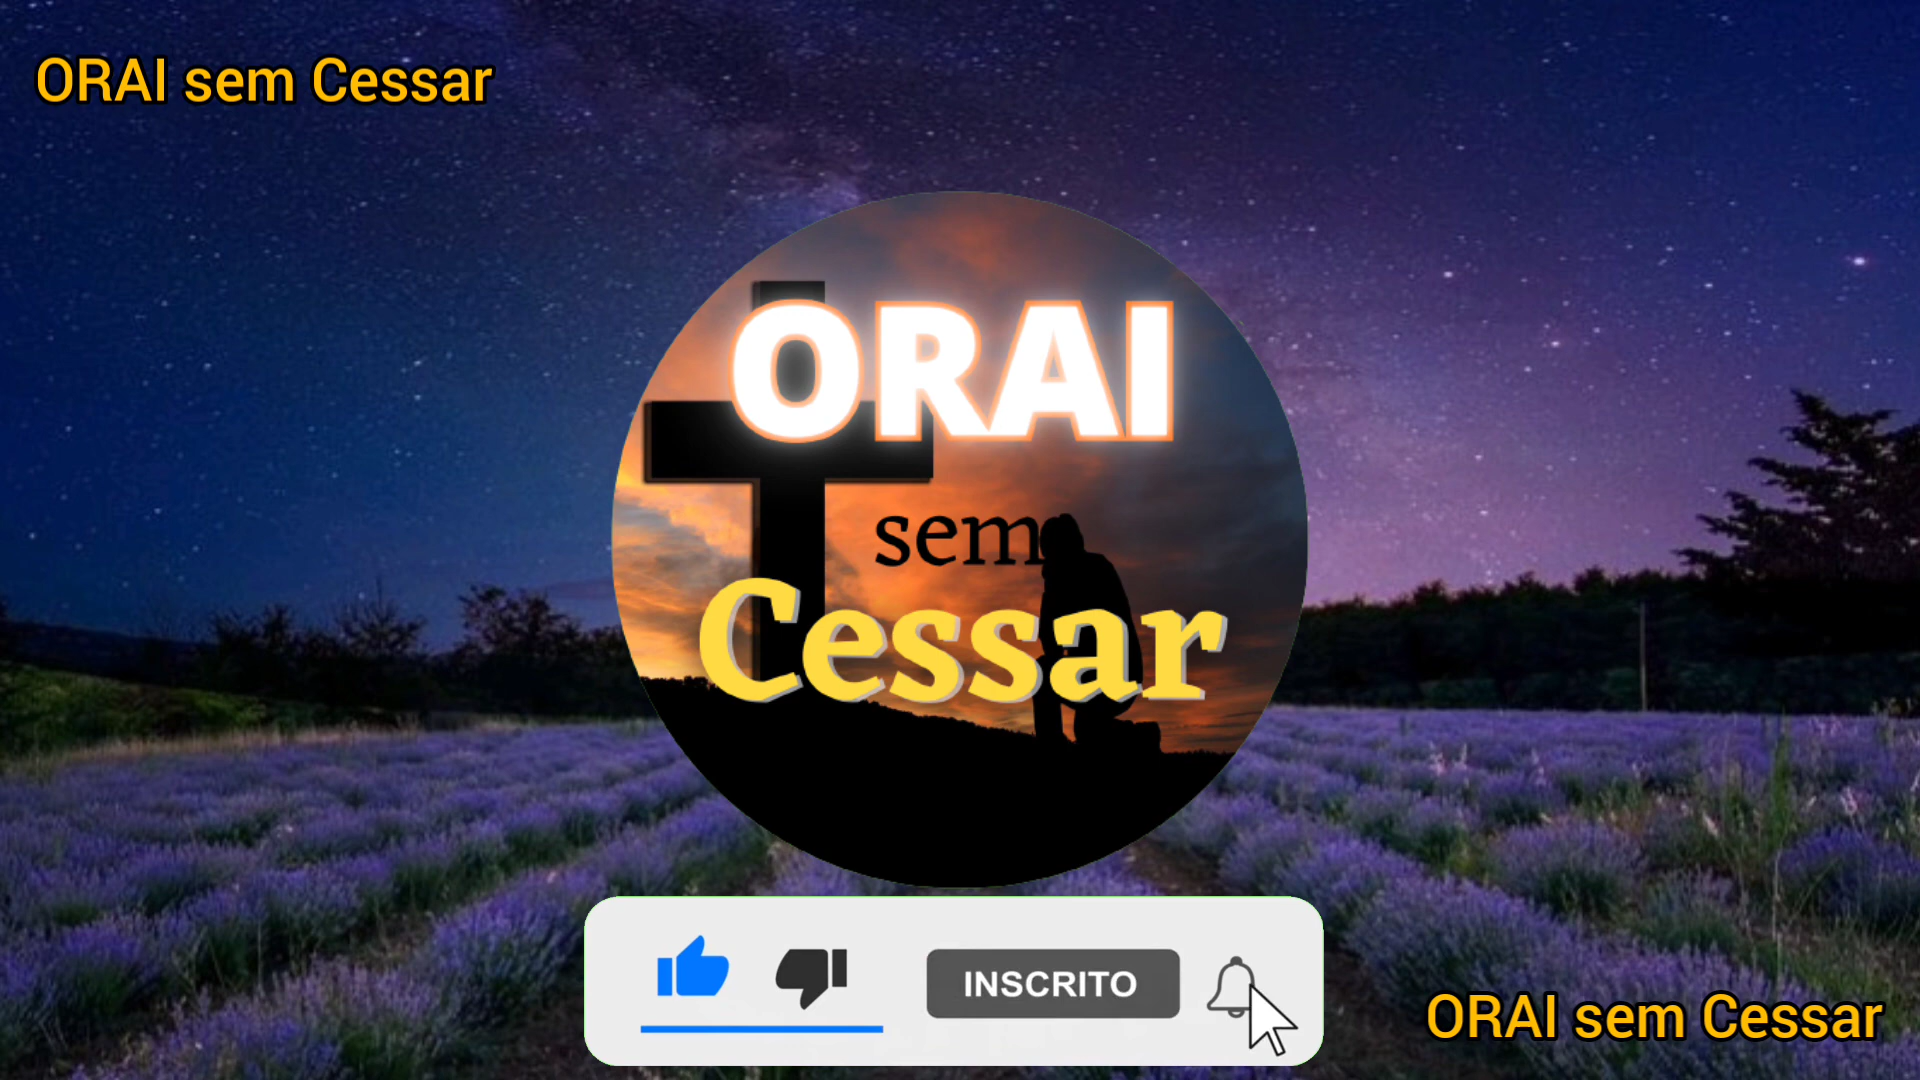 ORAI sem Cessar
ORAI
sem
Cessar
INSCRITO
ORAI sem Cessar